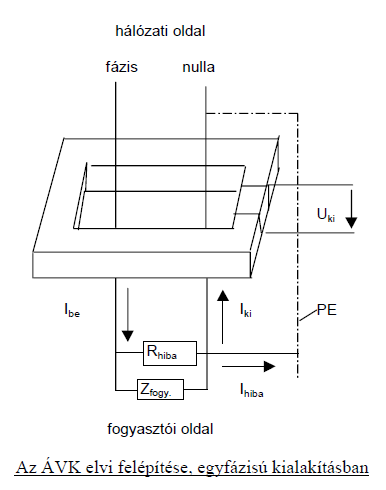 hálózati oldal
fázis
nulla
Uki
Ibe
Iki
PE
Rhiba
Zfogy.
Ihiba
fogyasztói oldal
Az ÁVK elvi felépítése, egyfázisú kialakításban